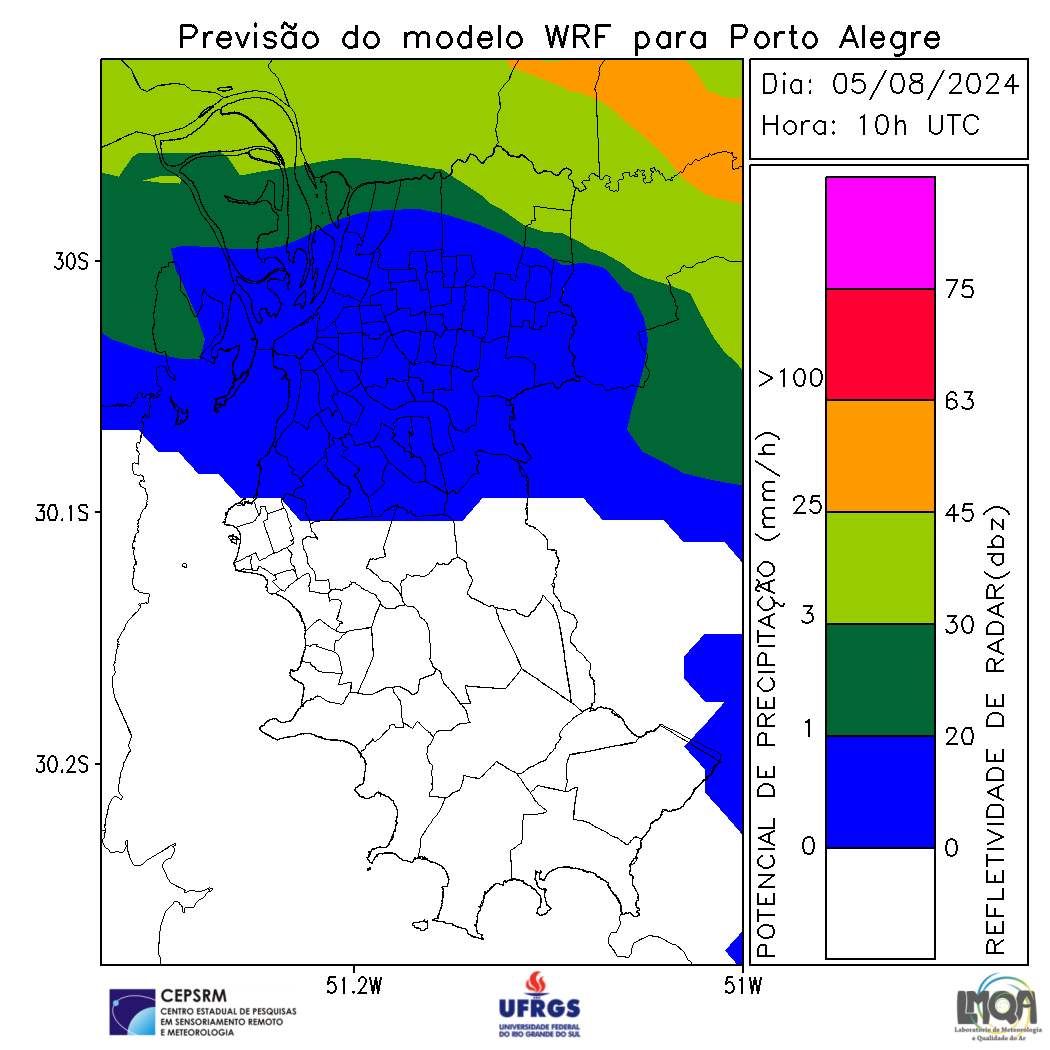 Previsão do modelo WRF para Porto Alegre
Dia: 05/08/2024
Hora: 10h UTC
30S
30.1S
30.2S
51.2W
51W
POTENCIAL DE PRECIPITAÇÃO (mm/h)
>100
25
3
1
0
75
63
45
30
20
0
REFLETIVIDADE DE RADAR(dbz)
CEPSRM
CENTRO ESTADUAL DE PESQUISAS
EM SENSORIAMENTO REMOTO
E METEOROLOGIA
UFRGS
UNIVERSIDADE FEDERAL
DO RIO GRANDE DO SUL
LMQA
Laboratório de Meteorologia
e Qualidade do Ar